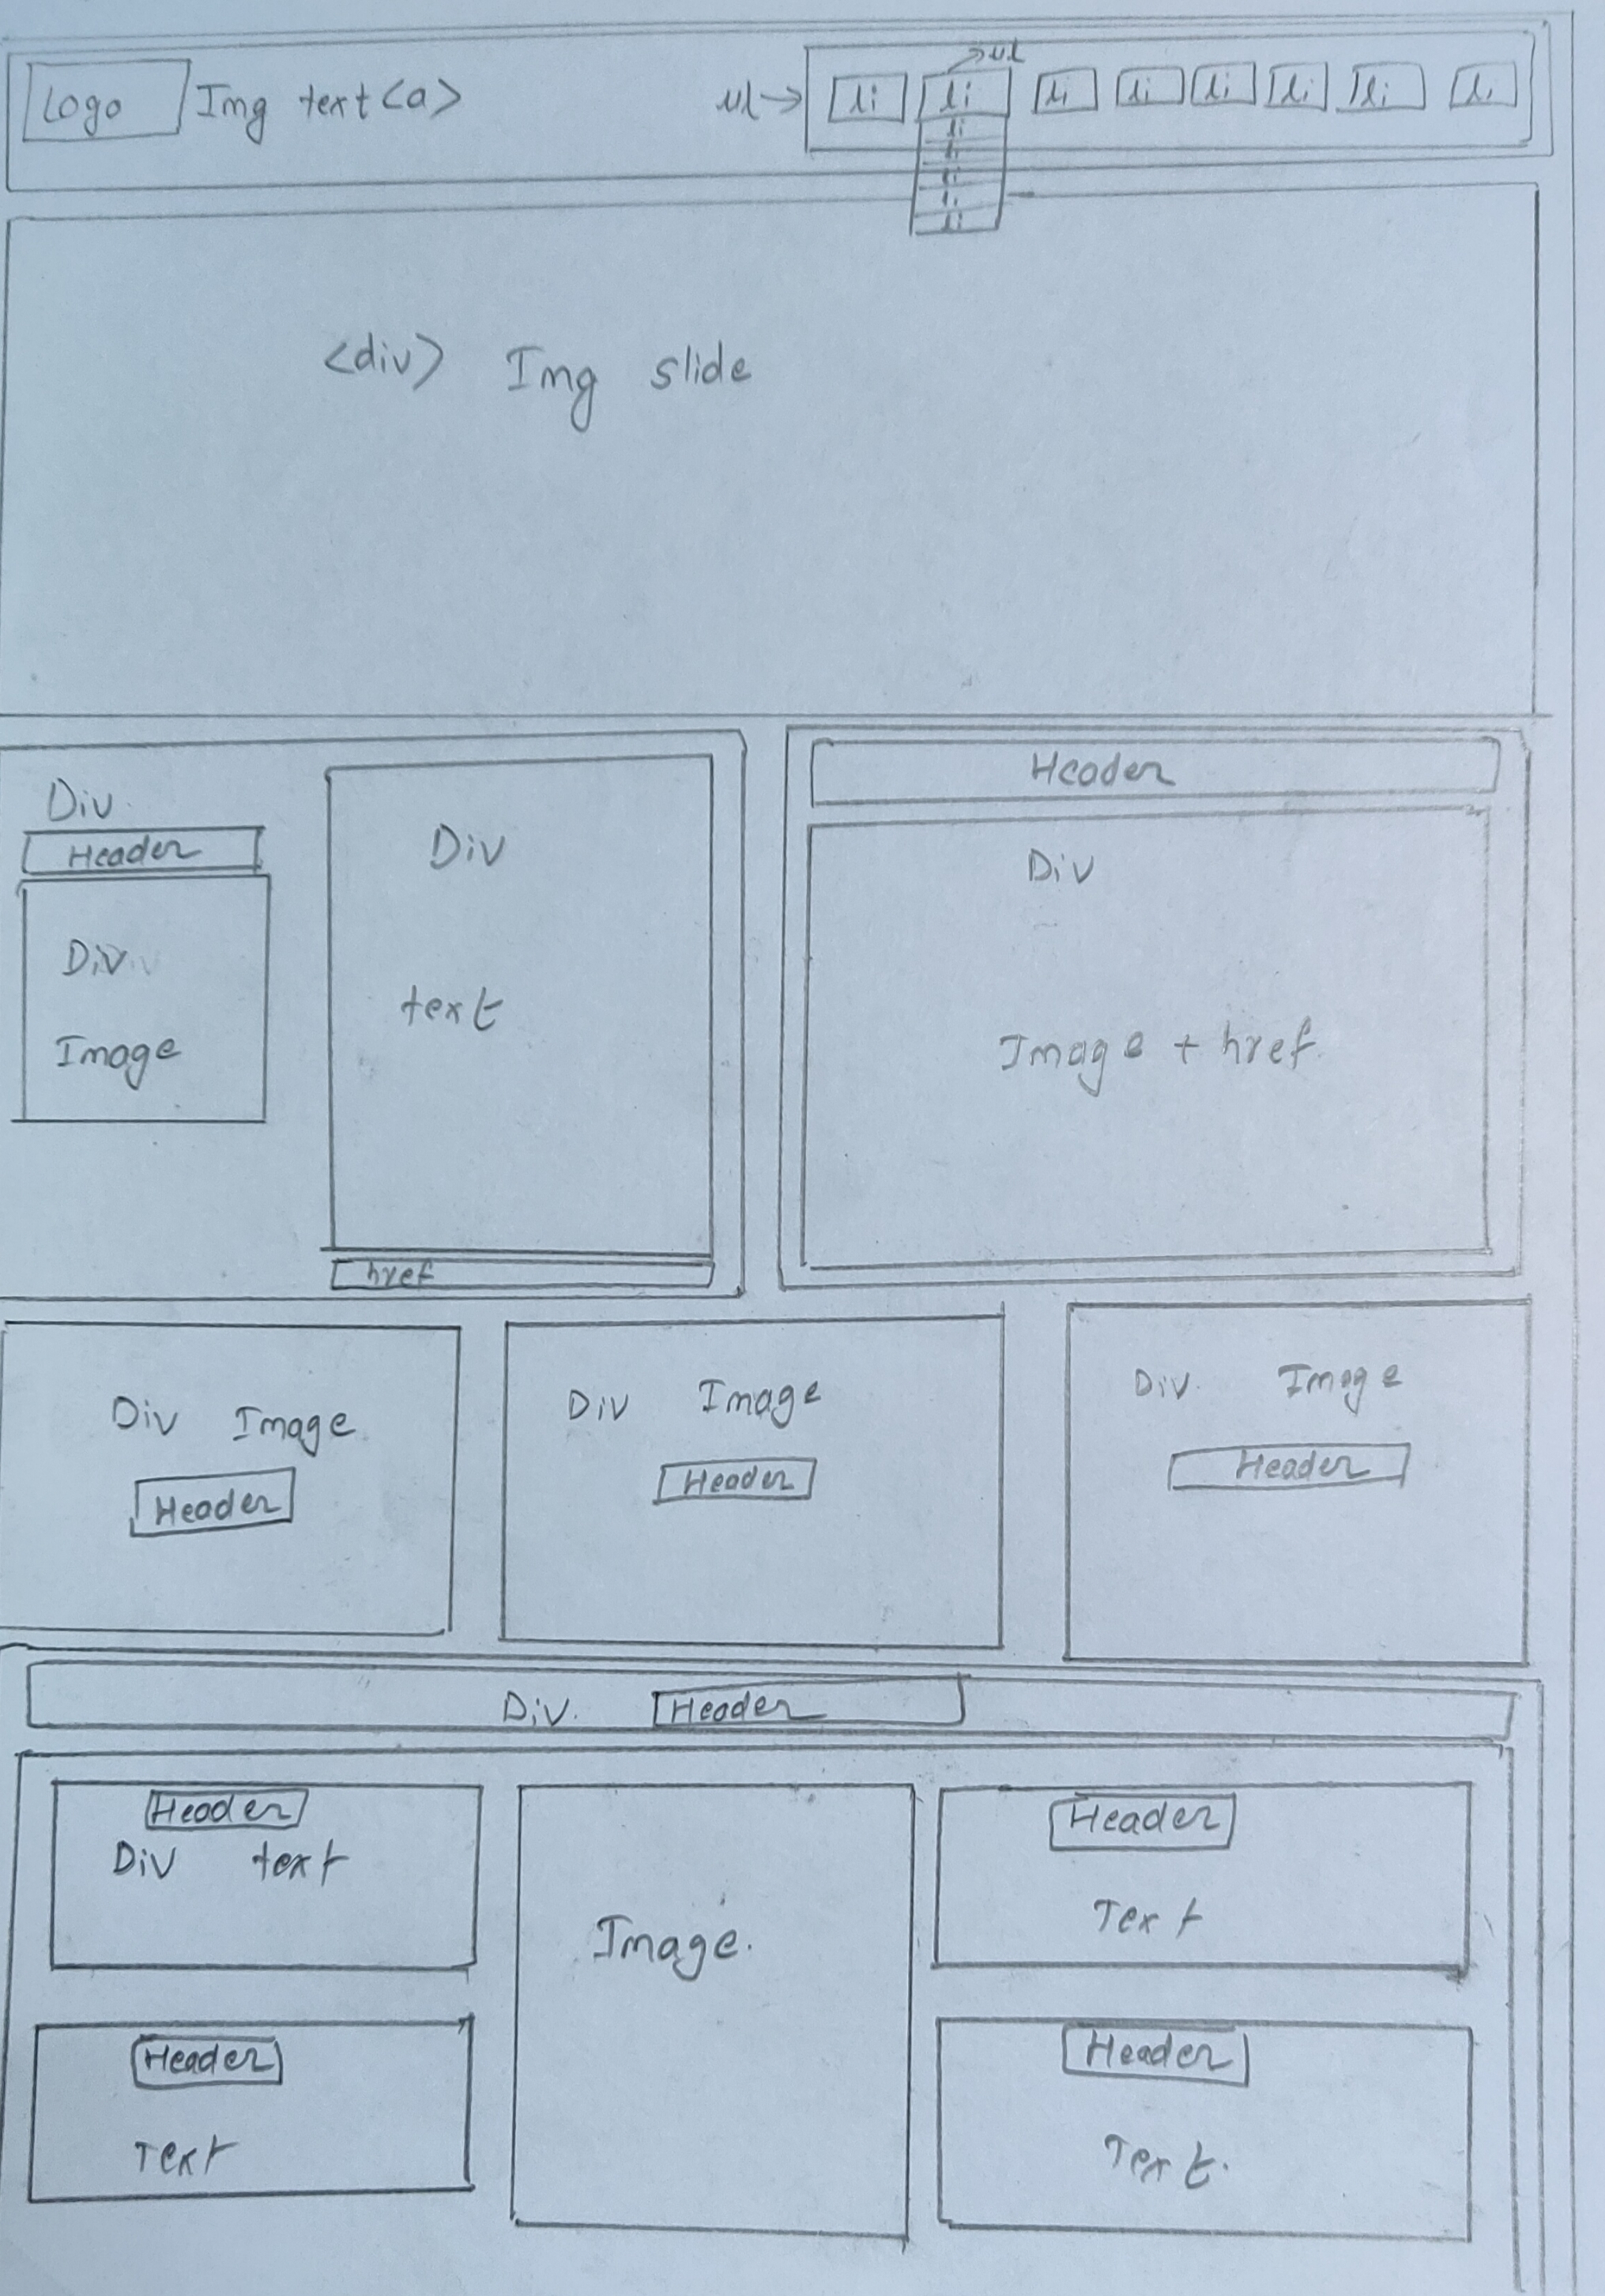 Logo Img text <a> ul→ li li li li li li li li
→ul
li
li
li
li
li
<div> Img slide
Div
Header
Div
Image
Div
text
href
Header
Div
Image + href
Div Image
Header
Div Image
Header
Div Image
Header
Div Header
Header
Div text
Header
Text
Image.
Header
Text
Header
Text.